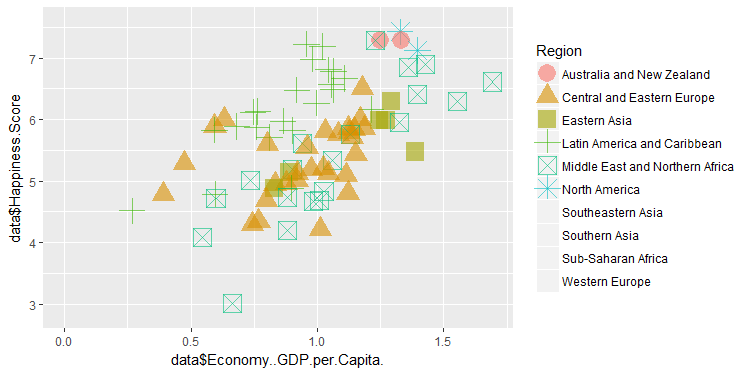 data$Happiness.Score
7
6
5
4
3
0.0 0.5 1.0 1.5
data$Economy..GDP.per.Capita.
Region
Australia and New Zealand
Central and Eastern Europe
Eastern Asia
Latin America and Caribbean
Middle East and Northern Africa
North America
Southeastern Asia
Southern Asia
Sub-Saharan Africa
Western Europe